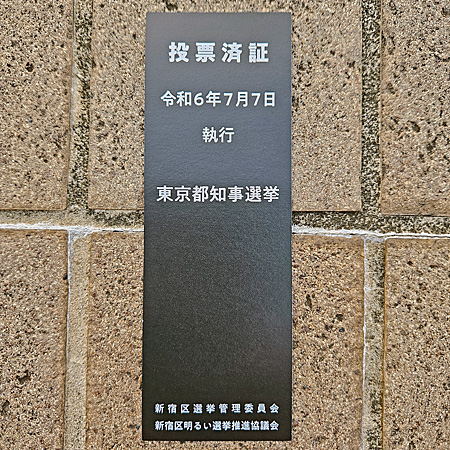 投票済証
令和6年7月7日
執行
東京都知事選挙
新宿区選挙管理委員会
新宿区明るい選挙推進協議会